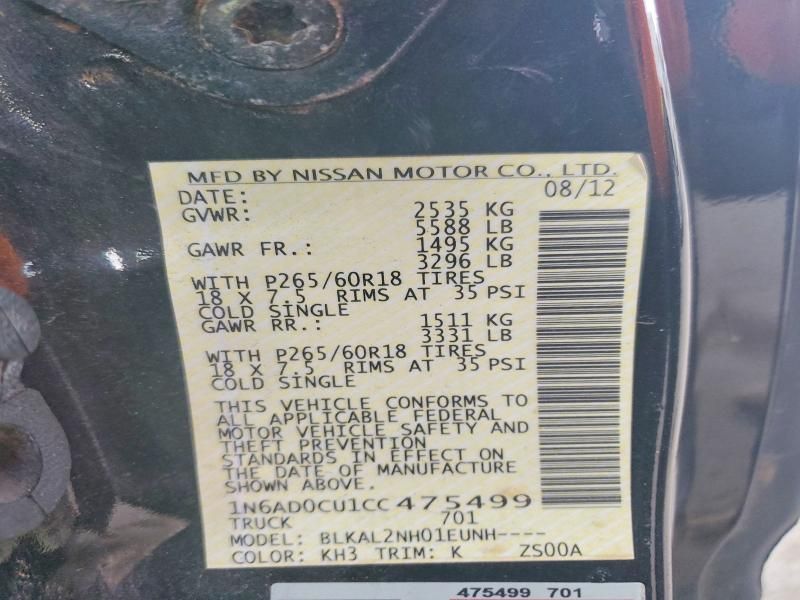 MFD BY NISSAN MOTOR CO., LTD.
DATE: 08/12
GVWR: 2535 KG
5588 LB
GAWR FR.: 1495 KG
3296 LB
WITH P265/60R18 TIRES
18 X 7.5 RIMS AT 35 PSI
COLD SINGLE
GAWR RR.: 1511 KG
3331 LB
WITH P265/60R18 TIRES
18 X 7.5 RIMS AT 35 PSI
COLD SINGLE
THIS VEHICLE CONFORMS TO
ALL APPLICABLE FEDERAL
MOTOR VEHICLE SAFETY AND
THEFT PREVENTION
STANDARDS IN EFFECT ON
THE DATE OF MANUFACTURE
SHOWN ABOVE.
1N6AD0CU1CC475499
TRUCK 701
MODEL: BLKAL2NH01EUNH----
COLOR: KH3 TRIM: K ZS00A
475499 701